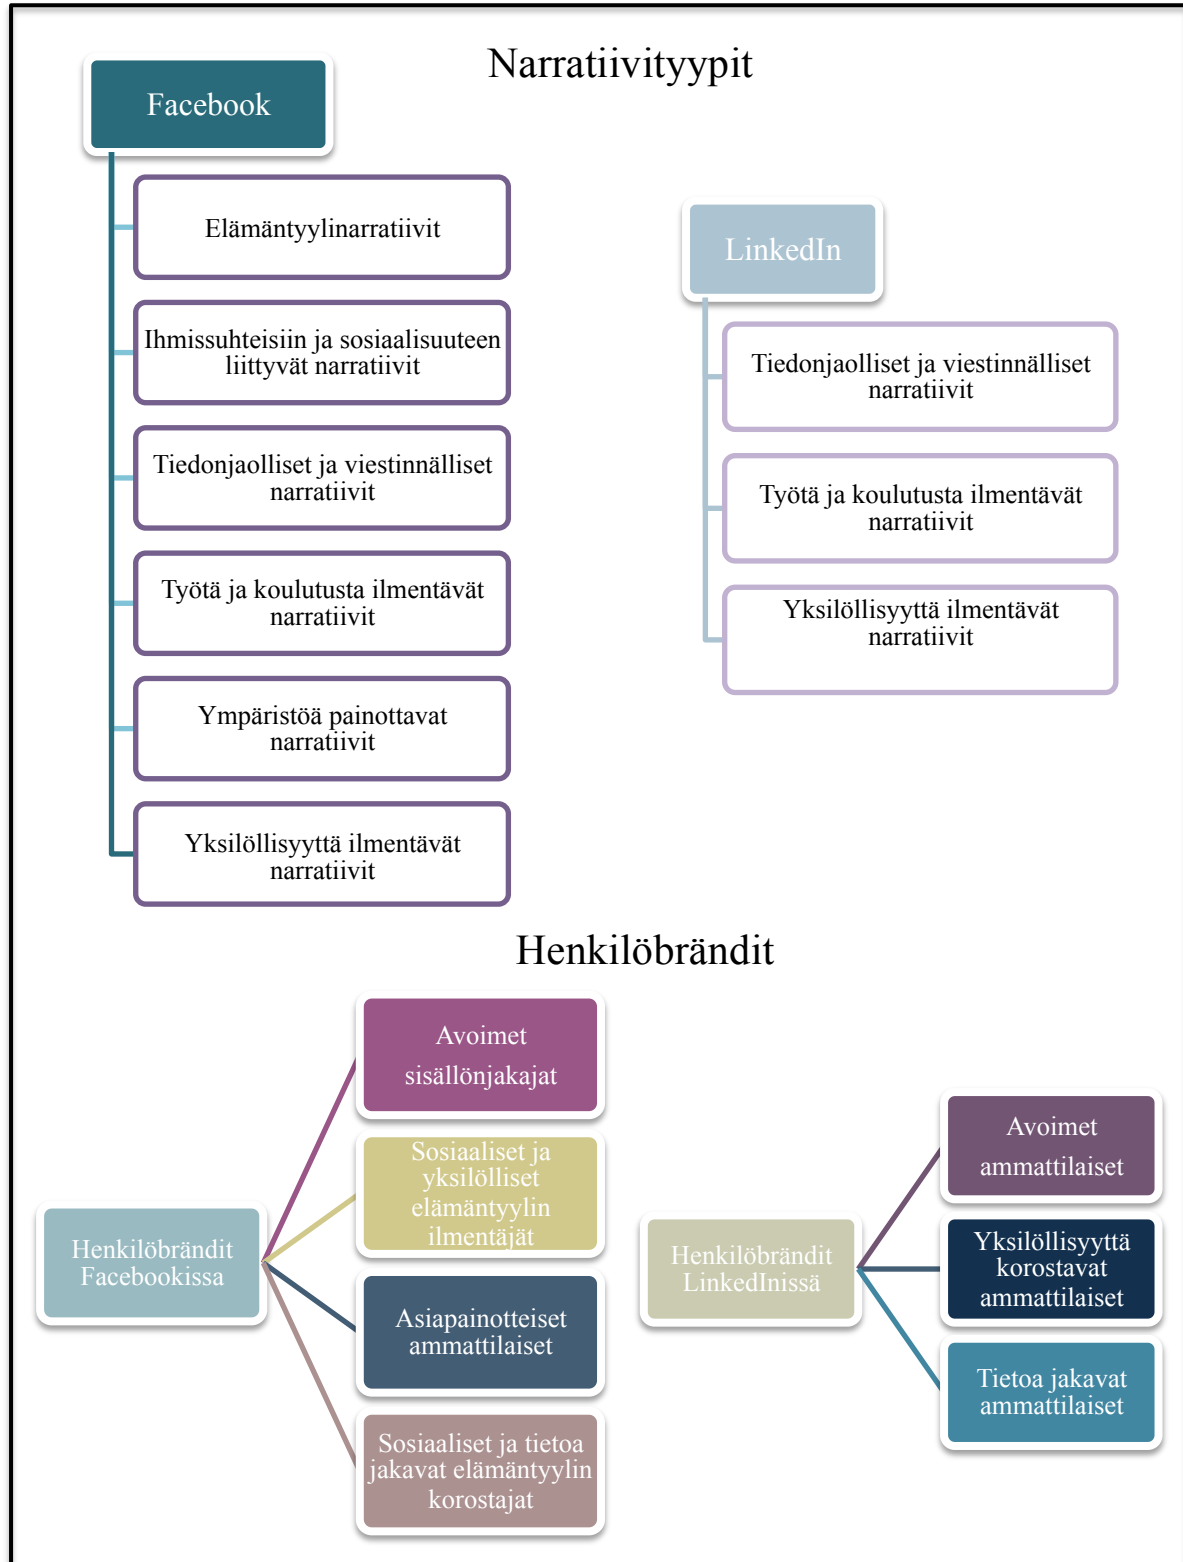 Narratiivityypit
Facebook
Elämäntyylinarratiivit
Ihmissuhteisiin ja sosiaalisuuteen
liittyvät narratiivit
Tiedonjaolliset ja viestinnälliset
narratiivit
Työtä ja koulutusta ilmentävät
narratiivit
Ympäristöä painottavat
narratiivit
Yksilöllisyyttä ilmentävät
narratiivit
LinkedIn
Tiedonjaolliset ja viestinnälliset
narratiivit
Työtä ja koulutusta ilmentävät
narratiivit
Yksilöllisyyttä ilmentävät
narratiivit
Henkilöbrändit
Henkilöbrändit
Facebookissa
Avoimet
sisällönjakajat
Sosiaaliset ja
yksilölliset
elämäntyylin
ilmentäjät
Asiapainotteiset
ammattilaiset
Sosiaaliset ja tietoa
jakavat elämäntyylin
korostajat
Henkilöbrändit
LinkedInissä
Avoimet
ammattilaiset
Yksilöllisyyttä
korostavat
ammattilaiset
Tietoa jakavat
ammattilaiset